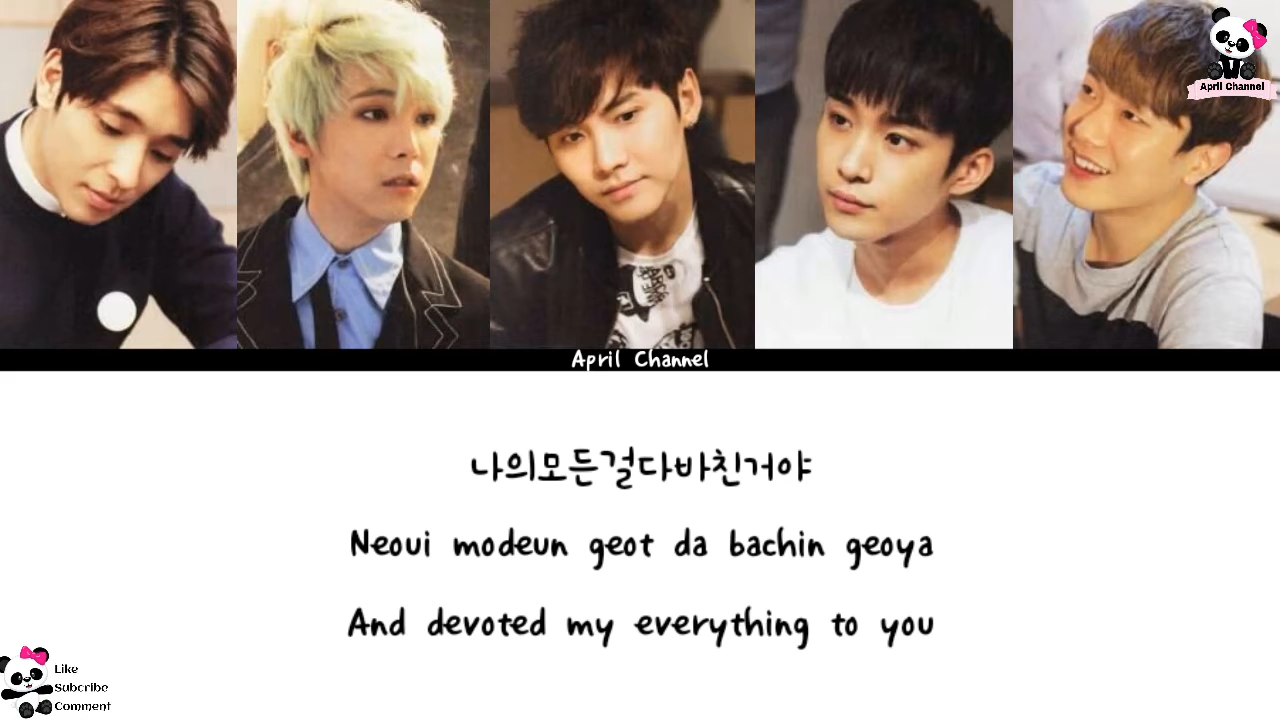 April Channel
April Channel
나의모든걸다바친거야
Neoui modeun geot da bachin geoya
And devoted my everything to you
Like
Subcribe
Comment